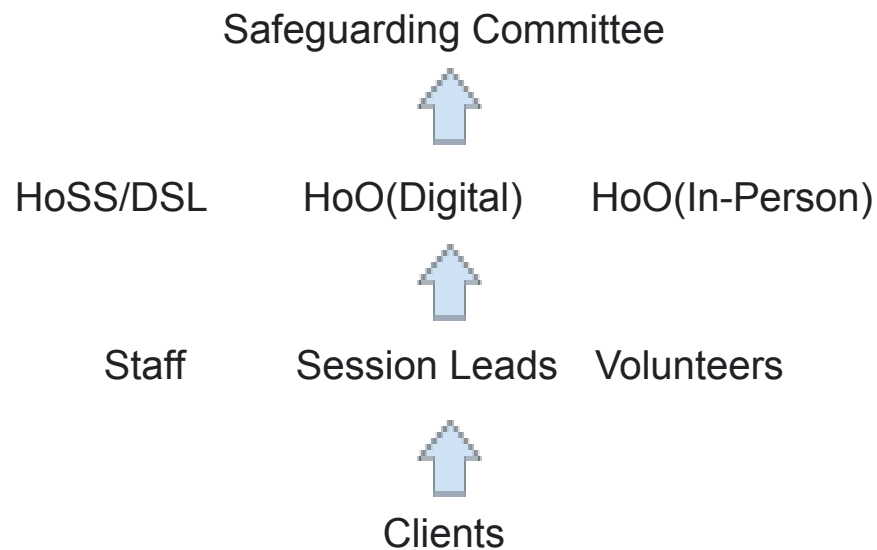 Safeguarding Committee
HoSS/DSL HoO(Digital) HoO(In-Person)
Staff Session Leads Volunteers
Clients